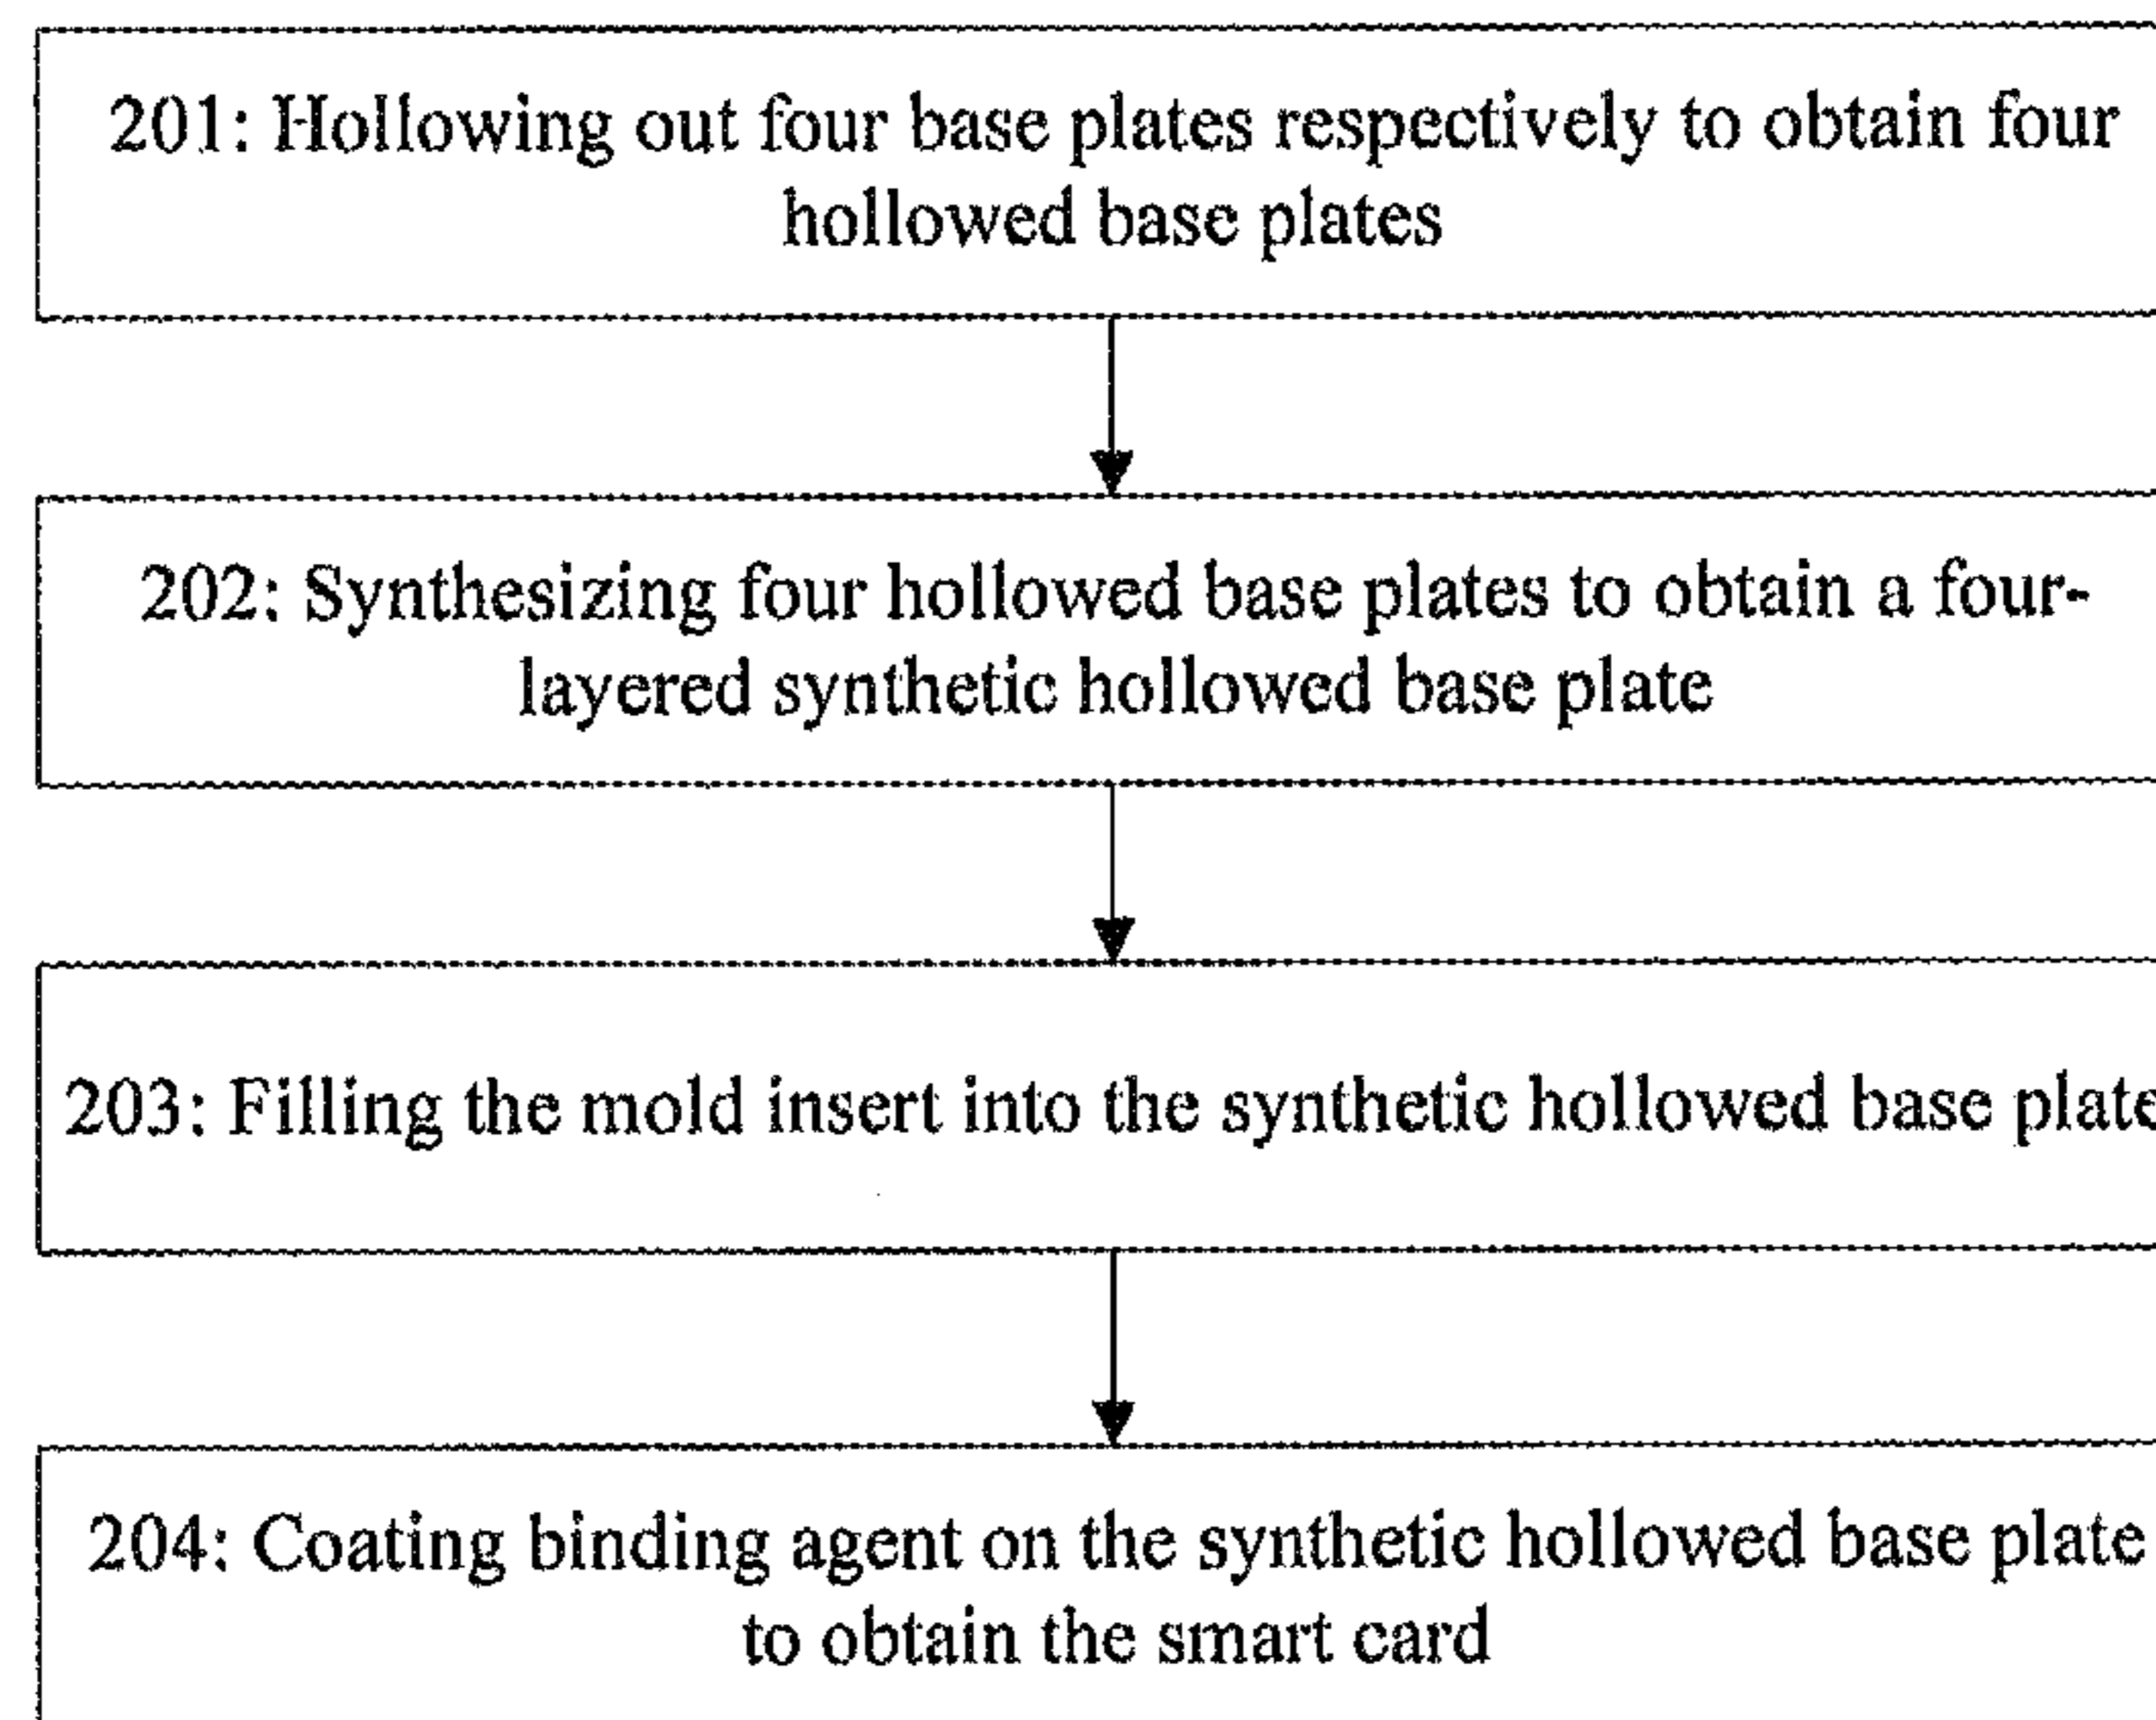 201: Hollowing out four base plates respectively to obtain four
hollowed base plates
202: Synthesizing four hollowed base plates to obtain a four-
layered synthetic hollowed base plate
203: Filling the mold insert into the synthetic hollowed base plate
204: Coating binding agent on the synthetic hollowed base plate
to obtain the smart card